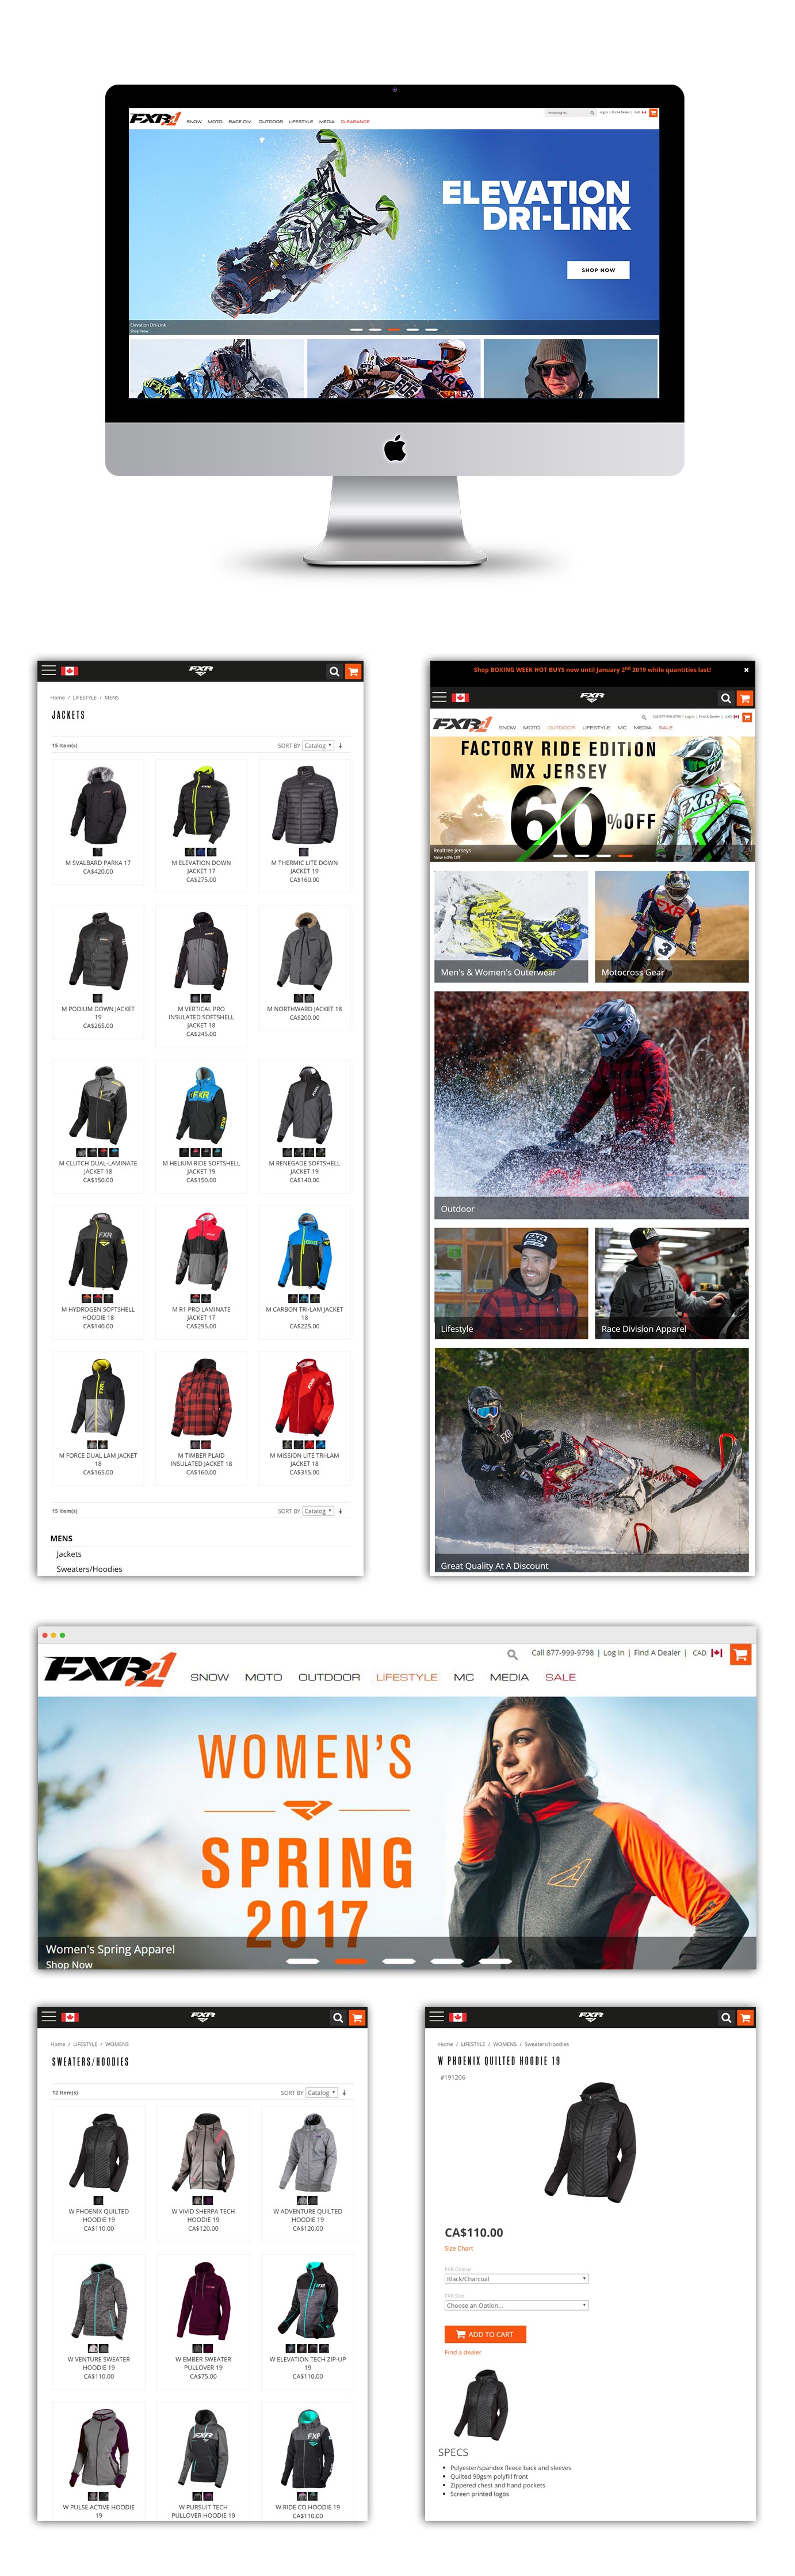 FXR
SNOW MOTO RACE DIV. OUTDOOR LIFESTYLE MEDIA CLEARANCE
I'm looking for...
Log In | Find A Dealer |
ELEVATION
DRI-LINK
SHOP NOW
Elevation Dri-Link
Shop Now
FXR
Home / LIFESTYLE / MENS
JACKETS
15 Item(s)
SORT BY Catalog
M SVALBARD PARKA 17
CA$420.00
M ELEVATION DOWN
JACKET 17
CA$275.00
M THERMIC LITE DOWN
JACKET 19
CA$160.00
M PODIUM DOWN JACKET
19
CA$265.00
M VERTICAL PRO
INSULATED SOFTSHELL
JACKET 18
CA$245.00
M NORTHWARD JACKET 18
CA$200.00
M CLUTCH DUAL-LAMINATE
JACKET 18
CA$150.00
M HELIUM RIDE SOFTSHELL
JACKET 19
CA$150.00
M RENEGADE SOFTSHELL
JACKET 19
CA$140.00
M HYDROGEN SOFTSHELL
HOODIE 18
CA$140.00
M R1 PRO LAMINATE
JACKET 17
CA$295.00
M CARBON TRI-LAM JACKET
18
CA$225.00
M FORCE DUAL LAM JACKET
18
CA$165.00
M TIMBER PLAID
INSULATED JACKET 18
CA$160.00
M MISSION LITE TRI-LAM
JACKET 18
CA$315.00
15 Item(s)
SORT BY Catalog
MENS
Jackets
Sweaters/Hoodies
Shop BOXING WEEK HOT BUYS now until January 2nd 2019 while quantities last!
FXR
Call 877-999-9798 | Log In | Find A Dealer | CAD
FXR
SNOW MOTO OUTDOOR LIFESTYLE MC MEDIA SALE
FACTORY RIDE EDITION
MX JERSEY
60%OFF
Realtree Jerseys
Now 60% Off
Men's & Women's Outerwear
Motocross Gear
Outdoor
Lifestyle
Race Division Apparel
Great Quality At A Discount
Call 877-999-9798 | Log In | Find A Dealer | CAD
FXR
SNOW MOTO OUTDOOR LIFESTYLE MC MEDIA SALE
WOMEN'S
SPRING
2017
Women's Spring Apparel
Shop Now
FXR
Home / LIFESTYLE / WOMENS
SWEATERS/HOODIES
12 Item(s)
SORT BY Catalog
W PHOENIX QUILTED
HOODIE 19
CA$110.00
W VIVID SHERPA TECH
HOODIE 19
CA$120.00
W ADVENTURE QUILTED
HOODIE 19
CA$120.00
W VENTURE SWEATER
HOODIE 19
CA$110.00
W EMBER SWEATER
PULLOVER 19
CA$75.00
W ELEVATION TECH ZIP-UP
19
CA$110.00
W PULSE ACTIVE HOODIE
19
W PURSUIT TECH
PULLOVER HOODIE 19
W RIDE CO HOODIE 19
CA$110.00
FXR
Home / LIFESTYLE / WOMENS / Sweaters/Hoodies
W PHOENIX QUILTED HOODIE 19
#191206-
CA$110.00
Size Chart
FXR Colour
Black/Charcoal
FXR Size
Choose an Option...
ADD TO CART
Find a dealer
SPECS
Polyester/spandex fleece back and sleeves
Quilted 90gsm polyfill front
Zippered chest and hand pockets
Screen printed logos